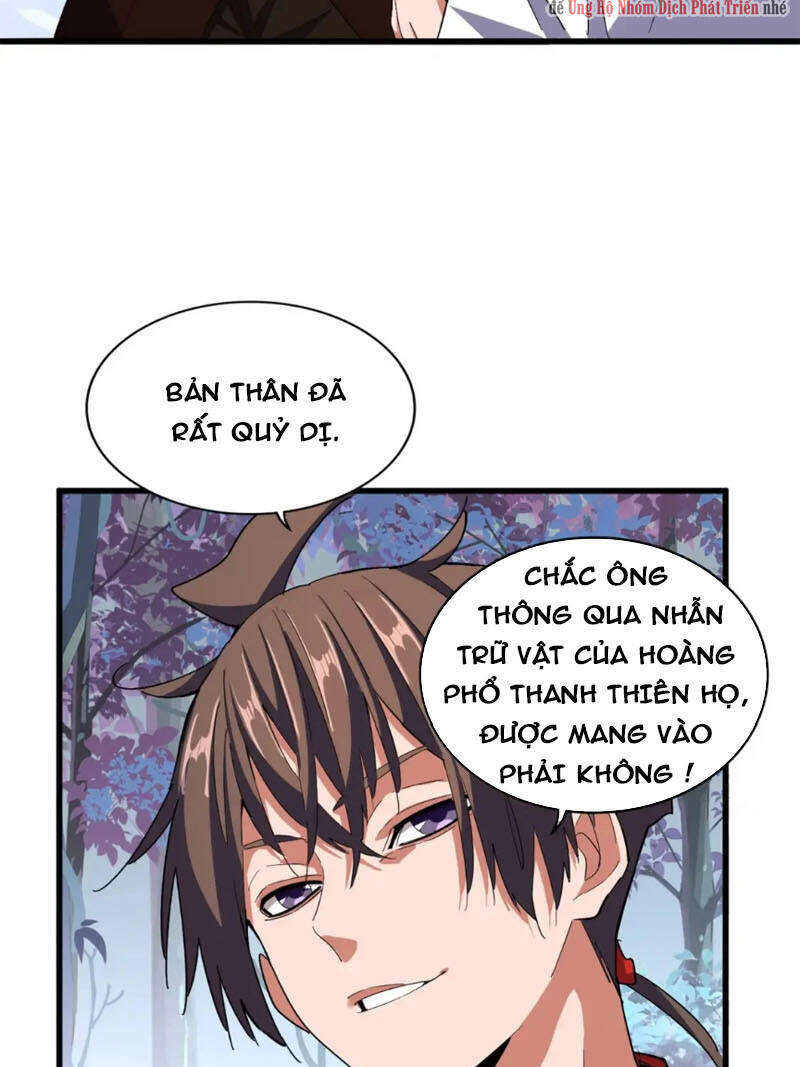 để Ung Hộ Nhóm Dịch Phát Triển nhé
BẢN THÂN ĐÃ
RẤT QUỶ DỊ.
CHẮC ÔNG
THÔNG QUA NHẪN
TRỮ VẬT CỦA HOÀNG
PHỔ THANH THIÊN HỌ,
ĐƯỢC MANG VÀO
PHẢI KHÔNG !